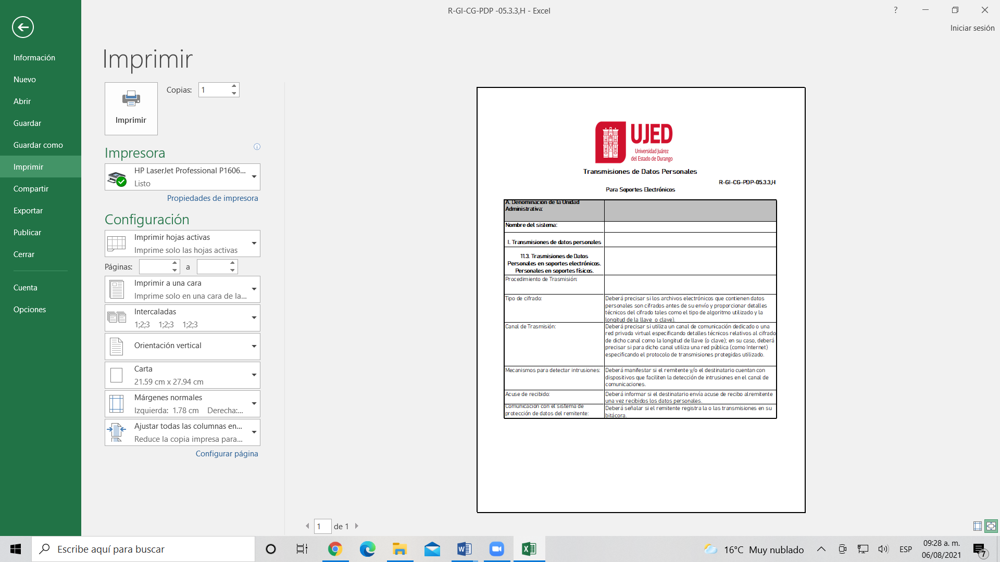 R-GI-CG-PDP -05.3.3,H - Excel
?
Iniciar sesión
Información
Nuevo
Abrir
Guardar
Guardar como
Imprimir
Compartir
Exportar
Publicar
Cerrar
Cuenta
Opciones
Imprimir
Imprimir
Copias: 1
Impresora
HP LaserJet Professional P1606...
Listo
Propiedades de impresora
Configuración
Imprimir hojas activas
Imprime solo las hojas activas
Páginas: a
Imprimir a una cara
Imprime solo en una cara de la...
Intercaladas
1;2;3 1;2;3 1;2;3
Orientación vertical
Carta
21.59 cm x 27.94 cm
Márgenes normales
Izquierda: 1.78 cm Derecha:...
Ajustar todas las columnas en...
Reduce la copia impresa para...
Configurar página
UJED
Universidad Juárez
del Estado de Durango
Transmisiones de Datos Personales
R-GI-CG-PDP-05.3.3,H
Para Soportes Electrónicos
A. Denominación de la Unidad
Administrativa:
Nombre del sistema:
I. Transmisiones de datos personales
11.3. Trasmisiones de Datos
Personales en soportes electrónicos.
Personales en soportes físicos.
Procedimiento de Trasmisión:
Tipo de cifrado:
Deberá precisar si los archivos electrónicos que contienen datos
personales son cifrados antes de su envío y proporcionar detalles
técnicos del cifrado tales como el tipo de algoritmo utilizado y la
longitud de la llave o clave).
Canal de Trasmisión:
Deberá precisar si utiliza un canal de comunicación dedicado o una
red privada virtual especificando detalles técnicos relativos al cifrado
de dicho canal como la longitud de llave (o clave); en su caso, deberá
precisar si para dicho canal utiliza una red pública (como Internet)
especificando el protocolo de transmisiones protegidas utilizado.
Mecanismos para detectar intrusiones:
Deberá manifestar si el remitente y/o el destinatario cuentan con
dispositivos que faciliten la detección de intrusiones en el canal de
comunicaciones.
Acuse de recibido:
Deberá informar si el destinatario envía acuse de recibo al remitente
una vez recibidos los datos personales.
Comunicación con el sistema de
protección de datos del remitente:
Deberá señalar si el remitente registra la o las transmisiones en su
bitácora.
1 de 1
Escribe aquí para buscar
16°C Muy nublado
ESP
09:28 a. m.
06/08/2021
7